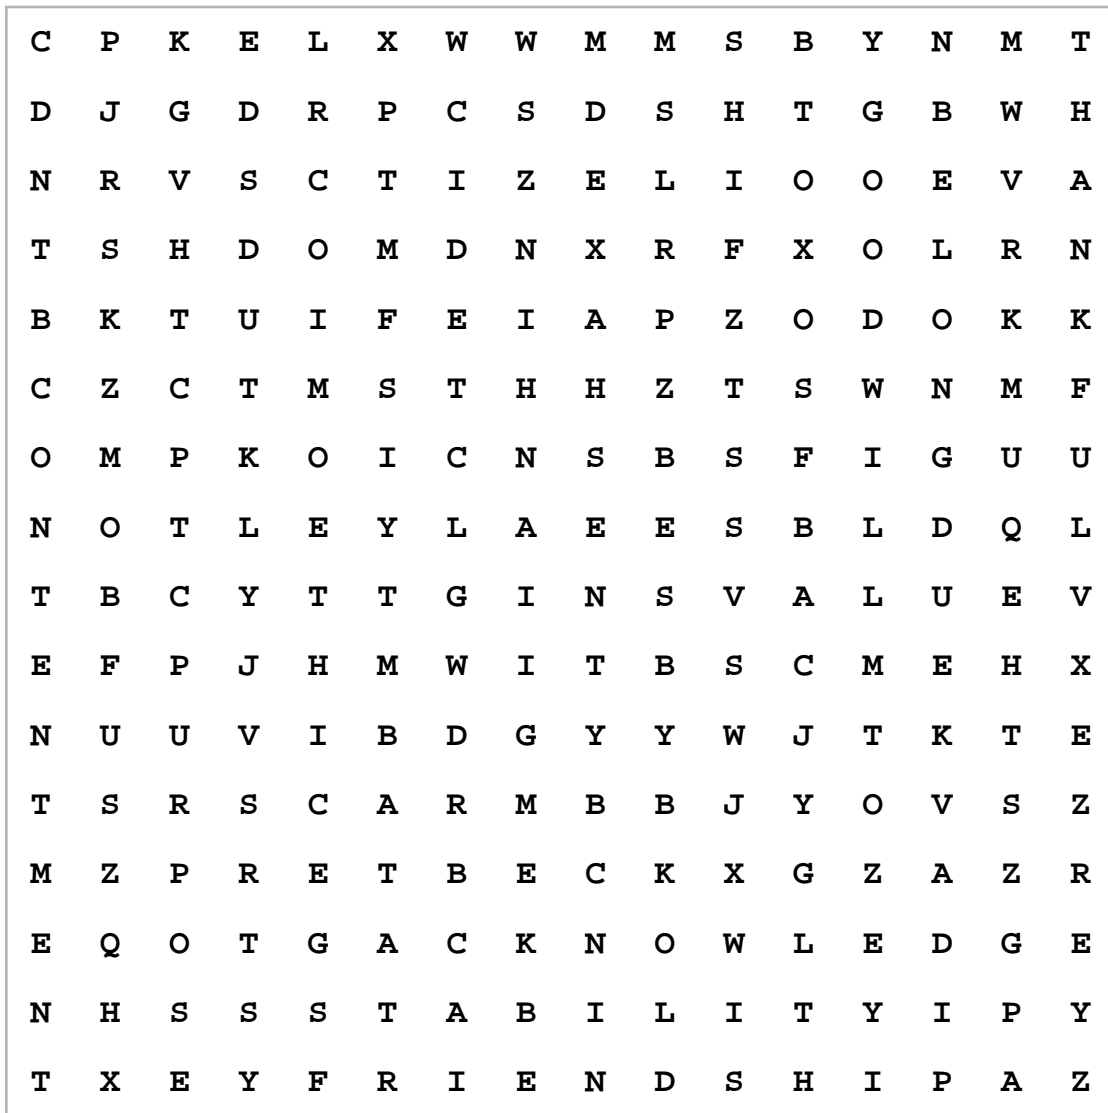 C P K E L X W W M M S B Y N M T
D J G D R P C S D S H T G B W H
N R V S C T I Z E L I O O E V A
T S H D O M D N X R F X O L R N
B K T U I F E I A P Z O D O K K
C Z C T M S T H H Z T S W N M F
O M P K O I C N S B S F I G U U
N O T L E Y L A E E S B L D Q L
T B C Y T T G I N S V A L U E V
E F P J H M W I T B S C M E H X
N U U V I B D G Y Y W J T K T E
T S R S C A R M B B J Y O V S Z
M Z P R E T B E C K X G Z A Z R
E Q O T G A C K N O W L E D G E
N H S S S T A B I L I T Y I P Y
T X E Y F R I E N D S H I P A Z